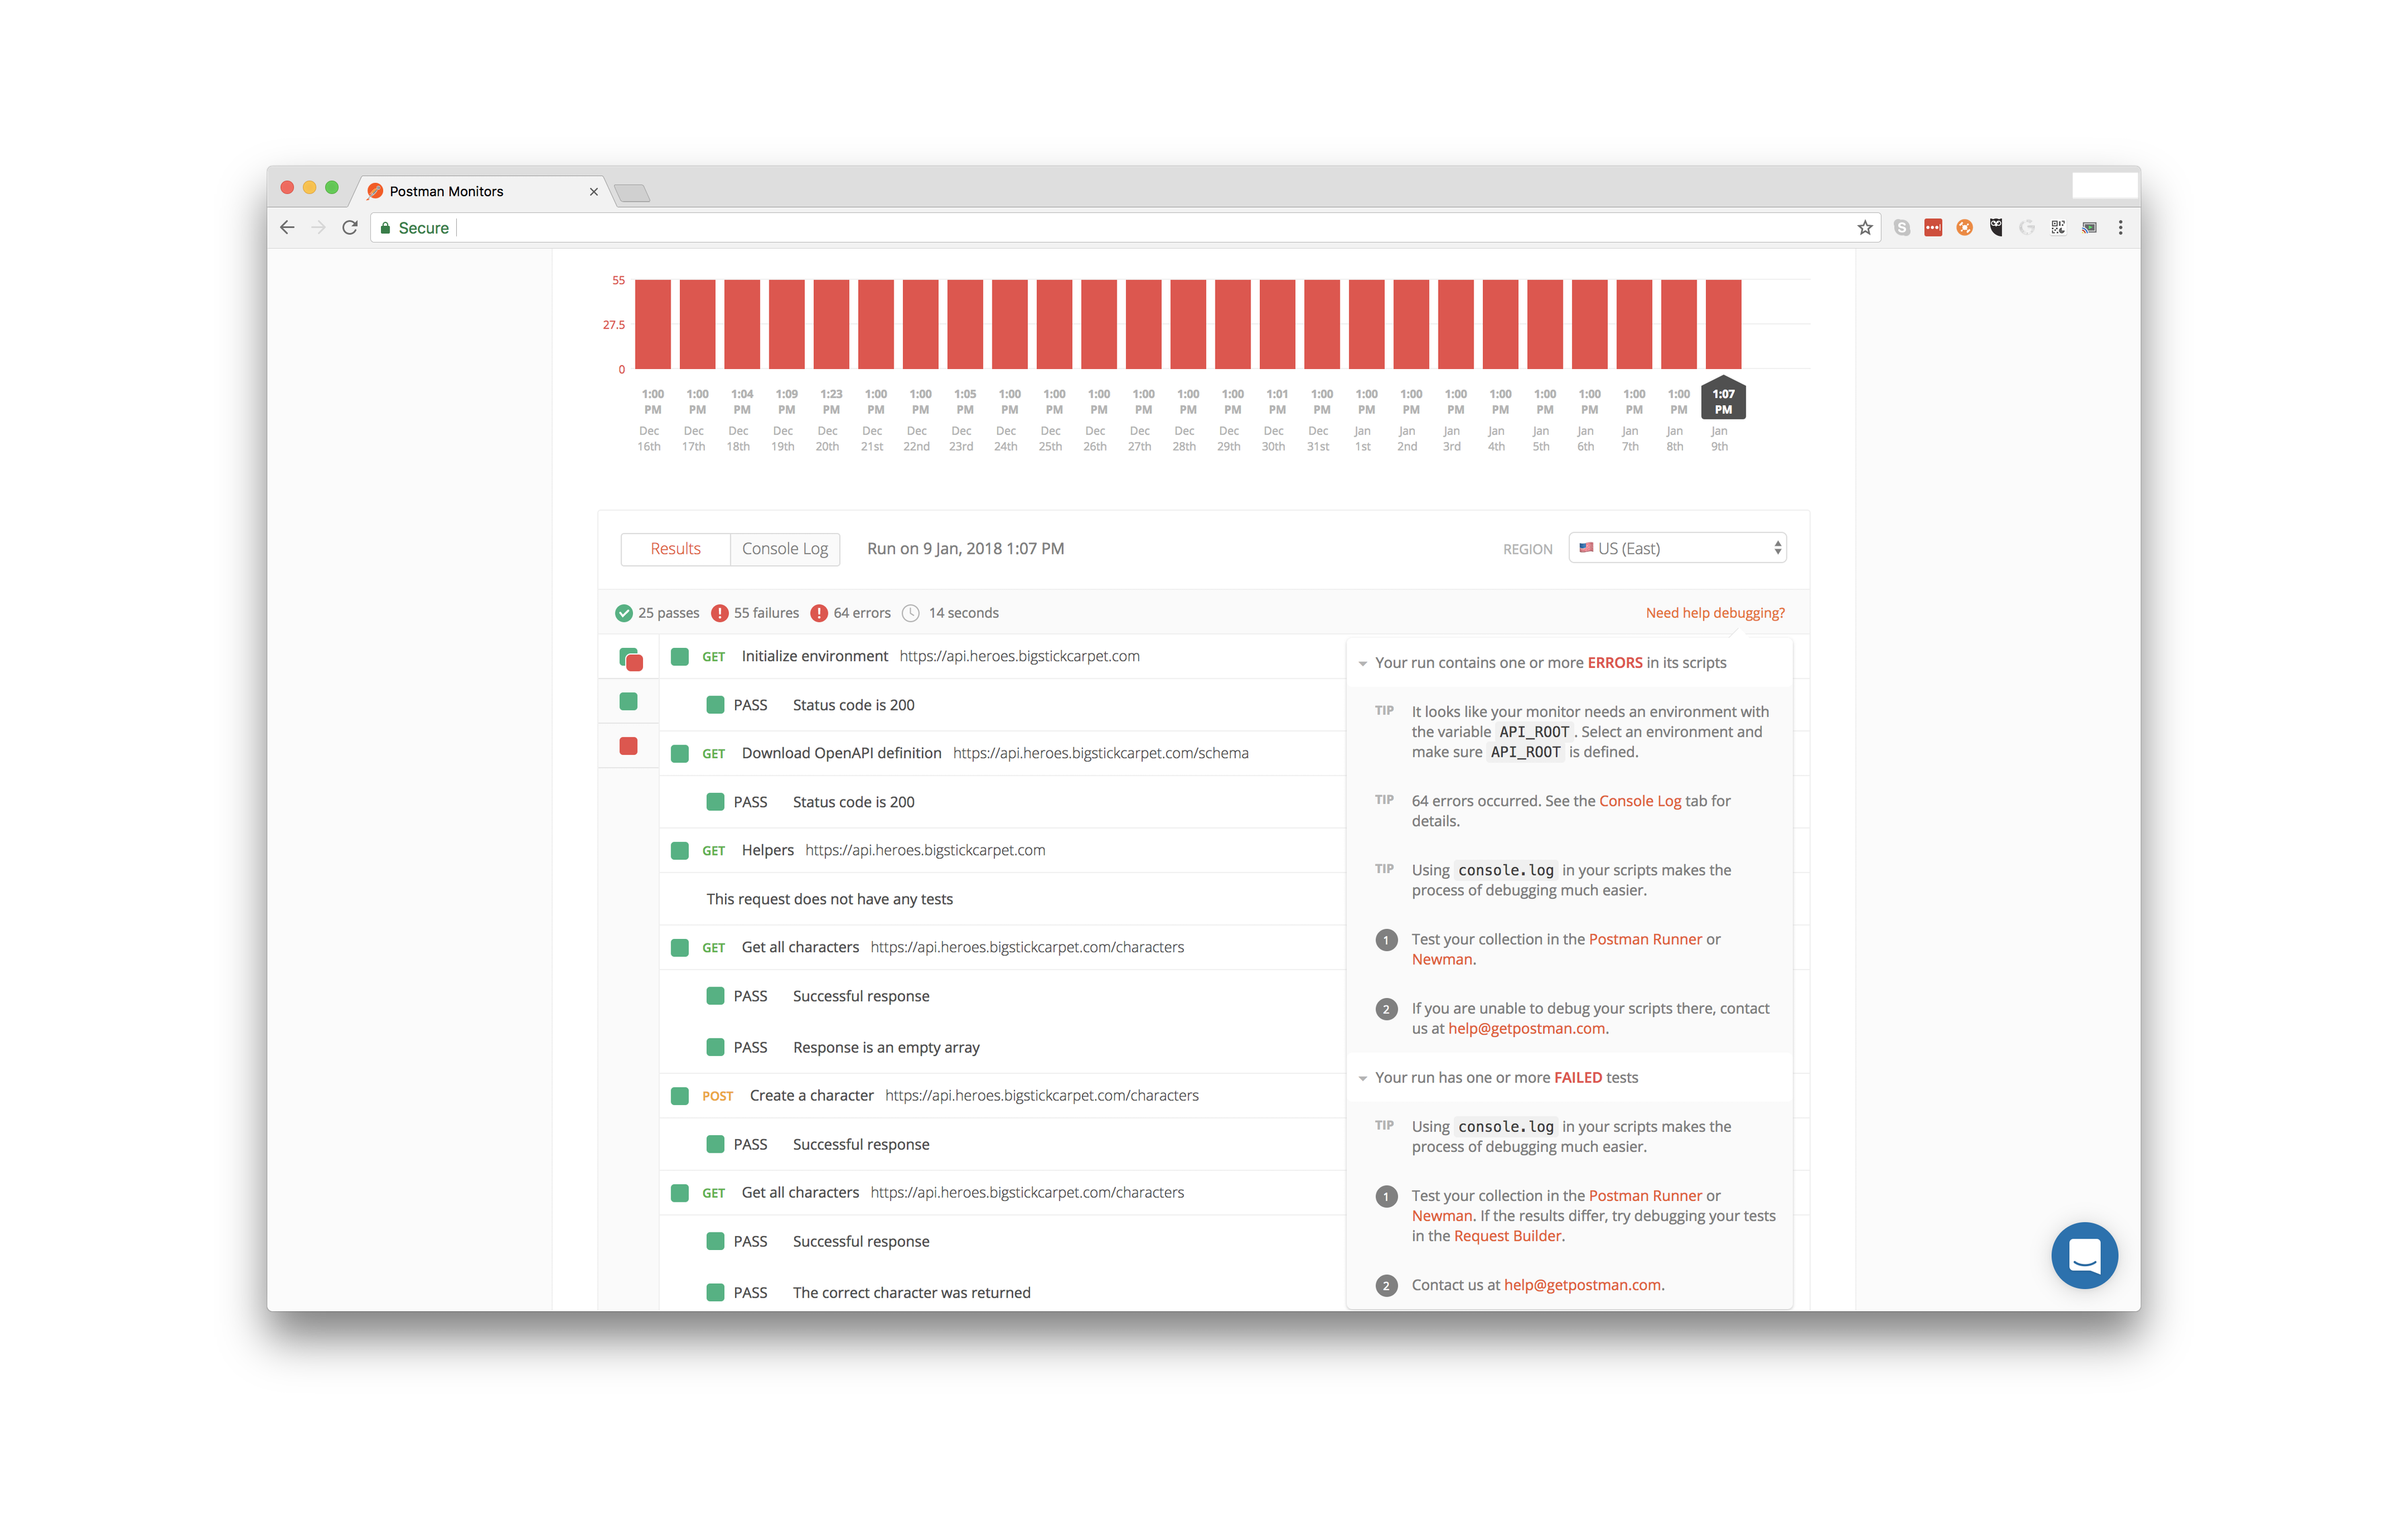 Postman Monitors
Secure
55
27.5
0
1:00 PM Dec 16th
1:00 PM Dec 17th
1:04 PM Dec 18th
1:09 PM Dec 19th
1:23 PM Dec 20th
1:00 PM Dec 21st
1:00 PM Dec 22nd
1:05 PM Dec 23rd
1:00 PM Dec 24th
1:00 PM Dec 25th
1:00 PM Dec 26th
1:00 PM Dec 27th
1:00 PM Dec 28th
1:00 PM Dec 29th
1:01 PM Dec 30th
1:00 PM Dec 31st
1:00 PM Jan 1st
1:00 PM Jan 2nd
1:00 PM Jan 3rd
1:00 PM Jan 4th
1:00 PM Jan 5th
1:00 PM Jan 6th
1:00 PM Jan 7th
1:00 PM Jan 8th
1:07 PM Jan 9th
Results Console Log Run on 9 Jan, 2018 1:07 PM REGION US (East)
25 passes 55 failures 64 errors 14 seconds Need help debugging?
GET Initialize environment https://api.heroes.bigstickcarpet.com
PASS Status code is 200
GET Download OpenAPI definition https://api.heroes.bigstickcarpet.com/schema
PASS Status code is 200
GET Helpers https://api.heroes.bigstickcarpet.com
This request does not have any tests
GET Get all characters https://api.heroes.bigstickcarpet.com/characters
PASS Successful response
PASS Response is an empty array
POST Create a character https://api.heroes.bigstickcarpet.com/characters
PASS Successful response
GET Get all characters https://api.heroes.bigstickcarpet.com/characters
PASS Successful response
PASS The correct character was returned
Your run contains one or more ERRORS in its scripts
TIP It looks like your monitor needs an environment with
the variable API_ROOT. Select an environment and
make sure API_ROOT is defined.
TIP 64 errors occurred. See the Console Log tab for
details.
TIP Using console.log in your scripts makes the
process of debugging much easier.
1 Test your collection in the Postman Runner or
Newman.
2 If you are unable to debug your scripts there, contact
us at help@getpostman.com.
Your run has one or more FAILED tests
TIP Using console.log in your scripts makes the
process of debugging much easier.
1 Test your collection in the Postman Runner or
Newman. If the results differ, try debugging your tests
in the Request Builder.
2 Contact us at help@getpostman.com.